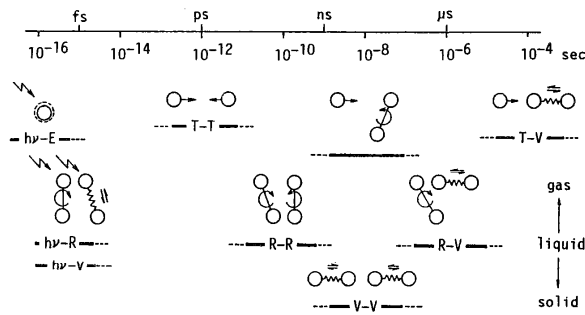 fs ps ns μs
10⁻¹⁶ 10⁻¹⁴ 10⁻¹² 10⁻¹⁰ 10⁻⁸ 10⁻⁶ 10⁻⁴ sec
hν-E T-T T-V
gas
hν-R R-R R-V liquid
hν-V
V-V solid